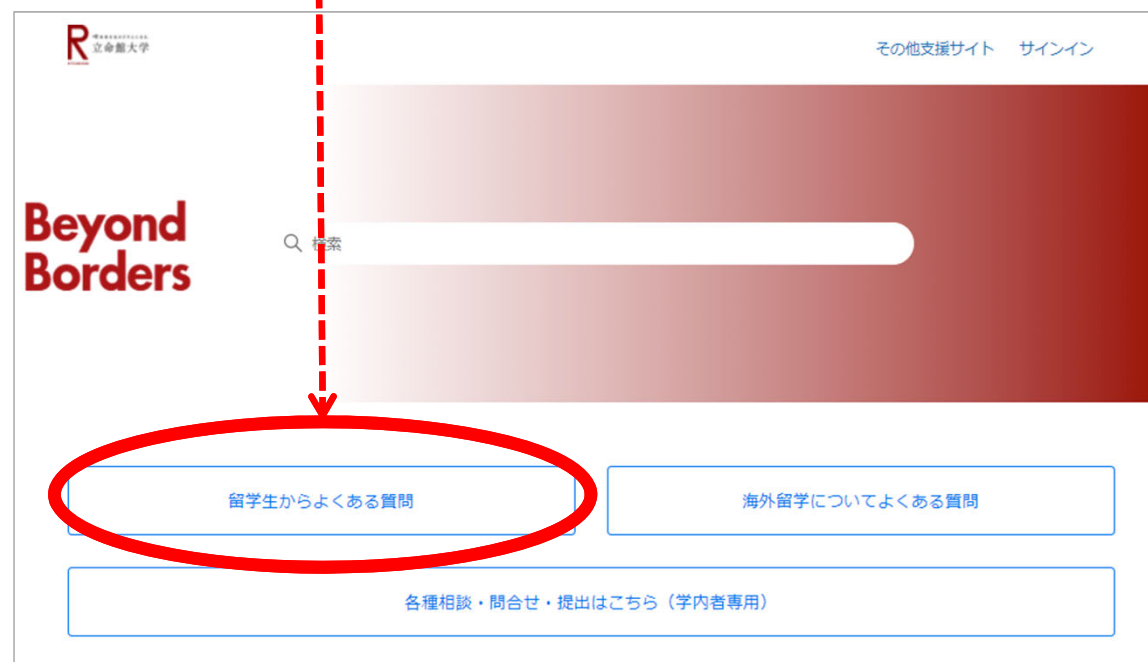 立命館大学
その他支援サイト サインイン
Beyond
Borders
検索
留学生からよくある質問
海外留学についてよくある質問
各種相談・問合せ・提出はこちら（学内者専用）